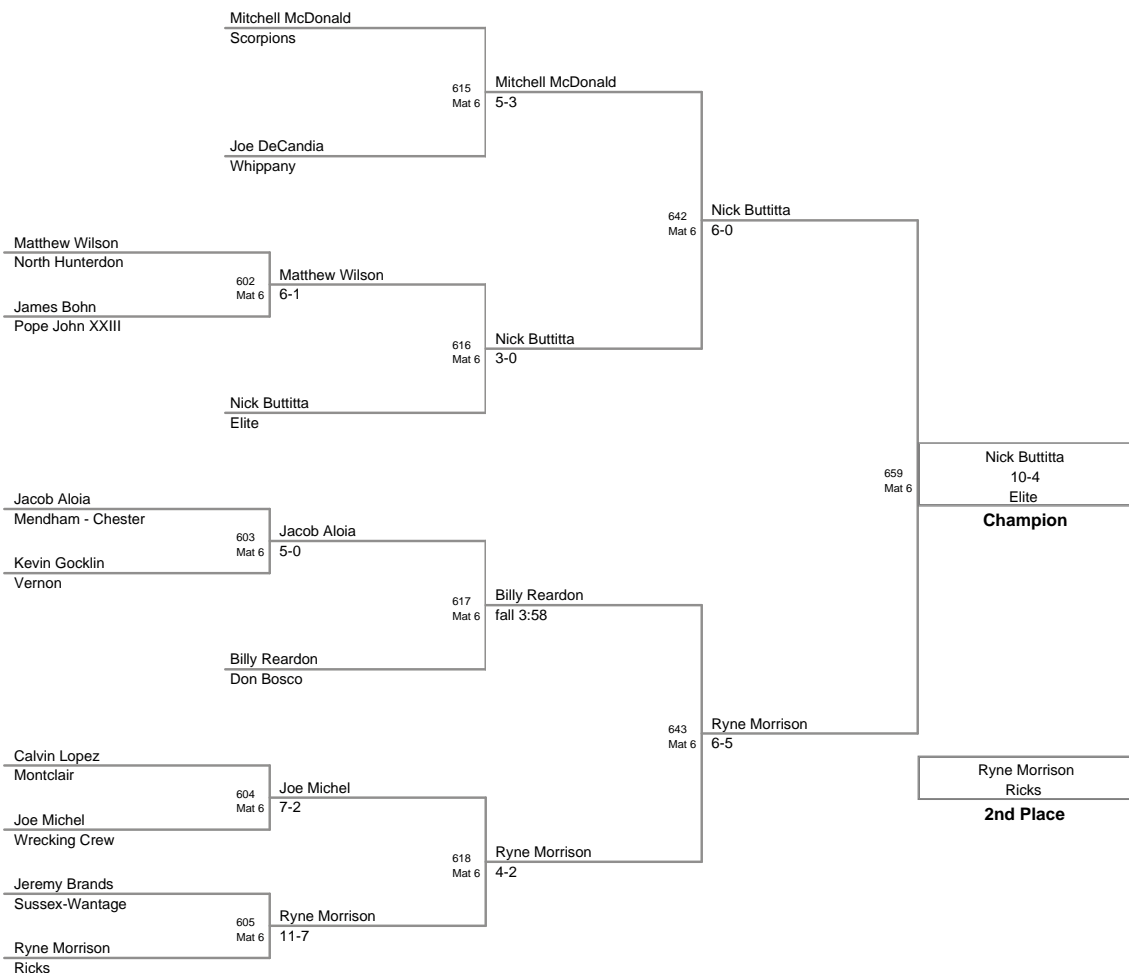 Mitchell McDonald
Scorpions
615
Mat 6
Mitchell McDonald
5-3
Joe DeCandia
Whippany
642
Mat 6
Nick Buttitta
6-0
Matthew Wilson
North Hunterdon
602
Mat 6
Matthew Wilson
6-1
James Bohn
Pope John XXIII
616
Mat 6
Nick Buttitta
3-0
Nick Buttitta
Elite
659
Mat 6
Nick Buttitta
10-4
Elite
Champion
Jacob Aloia
Mendham - Chester
603
Mat 6
Jacob Aloia
5-0
Kevin Gocklin
Vernon
617
Mat 6
Billy Reardon
fall 3:58
Billy Reardon
Don Bosco
643
Mat 6
Ryne Morrison
6-5
Calvin Lopez
Montclair
604
Mat 6
Joe Michel
7-2
Joe Michel
Wrecking Crew
618
Mat 6
Ryne Morrison
4-2
Jeremy Brands
Sussex-Wantage
605
Mat 6
Ryne Morrison
11-7
Ryne Morrison
Ricks
Ryne Morrison
Ricks
2nd Place